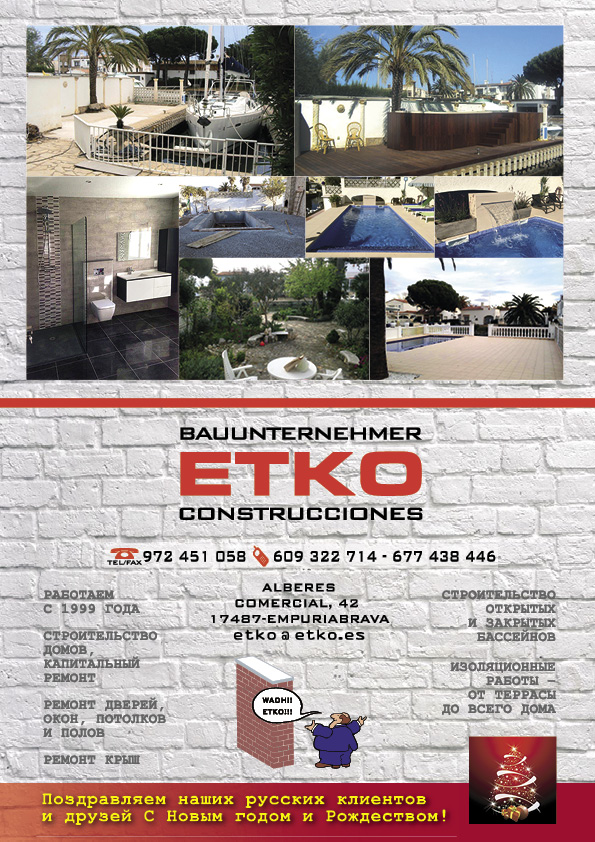 BAUUNTERNEHMER
ETKO
CONSTRUCCIONES
TEL/FAX 972 451 058 609 322 714 - 677 438 446
ALBERES
COMERCIAL, 42
17487-EMPURIABRAVA
etko @ etko.es
РАБОТАЕМ
С 1999 ГОДА
СТРОИТЕЛЬСТВО
ДОМОВ,
КАПИТАЛЬНЫЙ
РЕМОНТ
РЕМОНТ ДВЕРЕЙ,
ОКОН, ПОТОЛКОВ
И ПОЛОВ
РЕМОНТ КРЫШ
WADHII
ETKO!!!
СТРОИТЕЛЬСТВО
ОТКРЫТЫХ
И ЗАКРЫТЫХ
БАССЕЙНОВ
ИЗОЛЯЦИОННЫЕ
РАБОТЫ —
ОТ ТЕРРАСЫ
ДО ВСЕГО ДОМА
Поздравляем наших русских клиентов
и друзей С Новым годом и Рождеством!